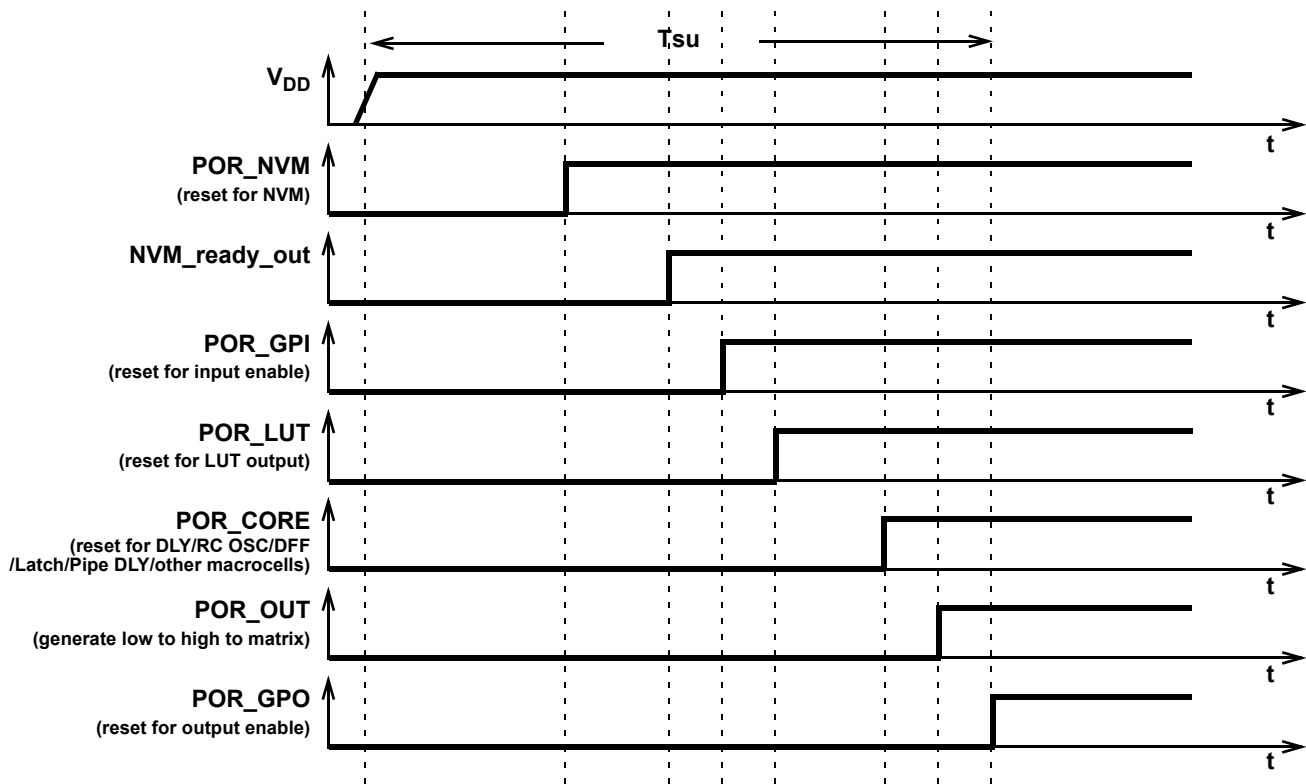 Tsu
VDD
t
POR_NVM
(reset for NVM)
t
NVM_ready_out
t
POR_GPI
(reset for input enable)
t
POR_LUT
(reset for LUT output)
t
POR_CORE
(reset for DLY/RC OSC/DFF
/Latch/Pipe DLY/other macrocells)
t
POR_OUT
(generate low to high to matrix)
t
POR_GPO
(reset for output enable)
t